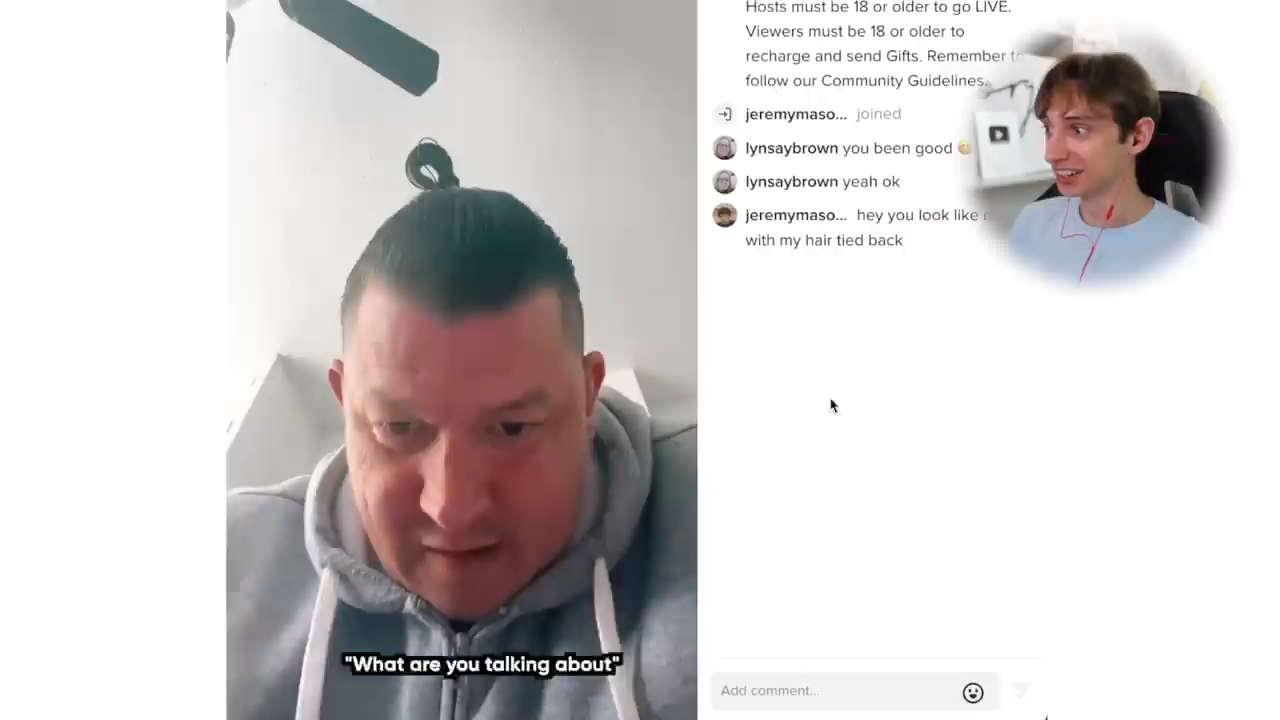 Hosts must be 18 or older to go LIVE.
Viewers must be 18 or older to
recharge and send Gifts. Remember to
follow our Community Guidelines.
jeremymaso... joined
lynsaybrown you been good
lynsaybrown yeah ok
jeremymaso... hey you look like
with my hair tied back
"What are you talking about"
Add comment...